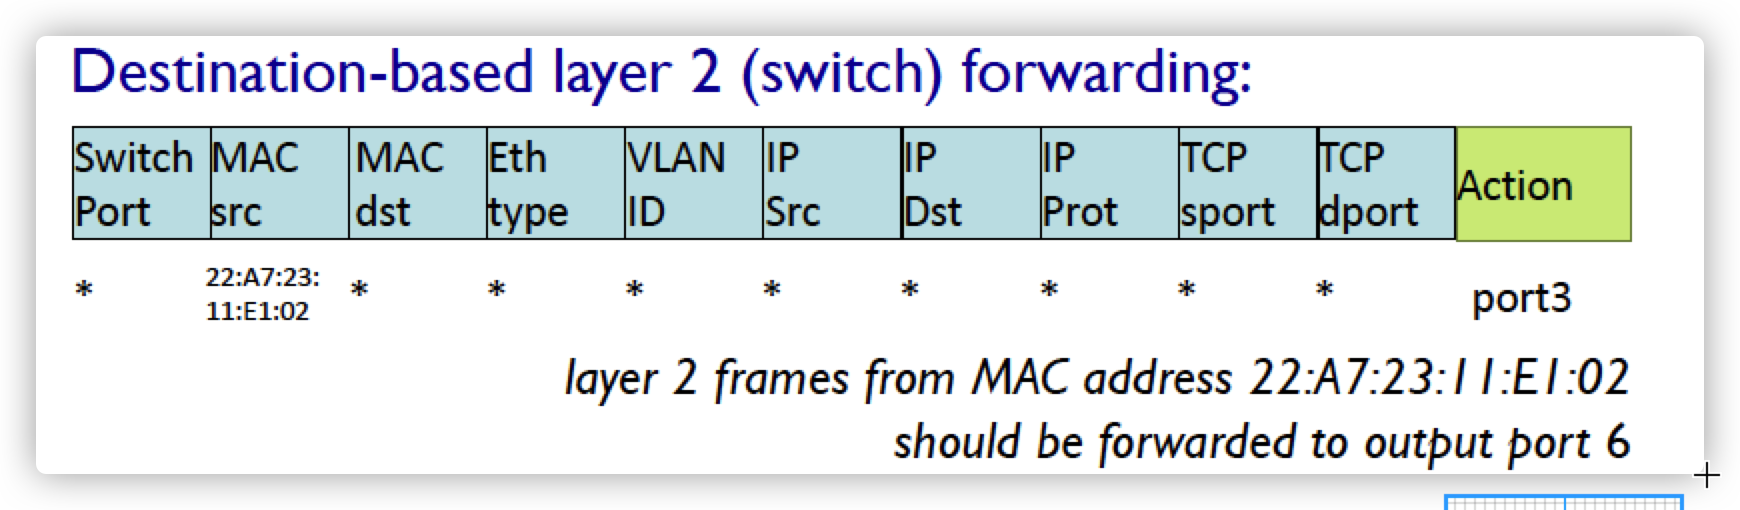 Destination-based layer 2 (switch) forwarding:
Switch Port MAC src MAC dst Eth type VLAN ID IP Src IP Dst IP Prot TCP sport TCP dport Action
* 22:A7:23:11:E1:02 * * * * * * * * port3
layer 2 frames from MAC address 22:A7:23:11:E1:02
should be forwarded to output port 6